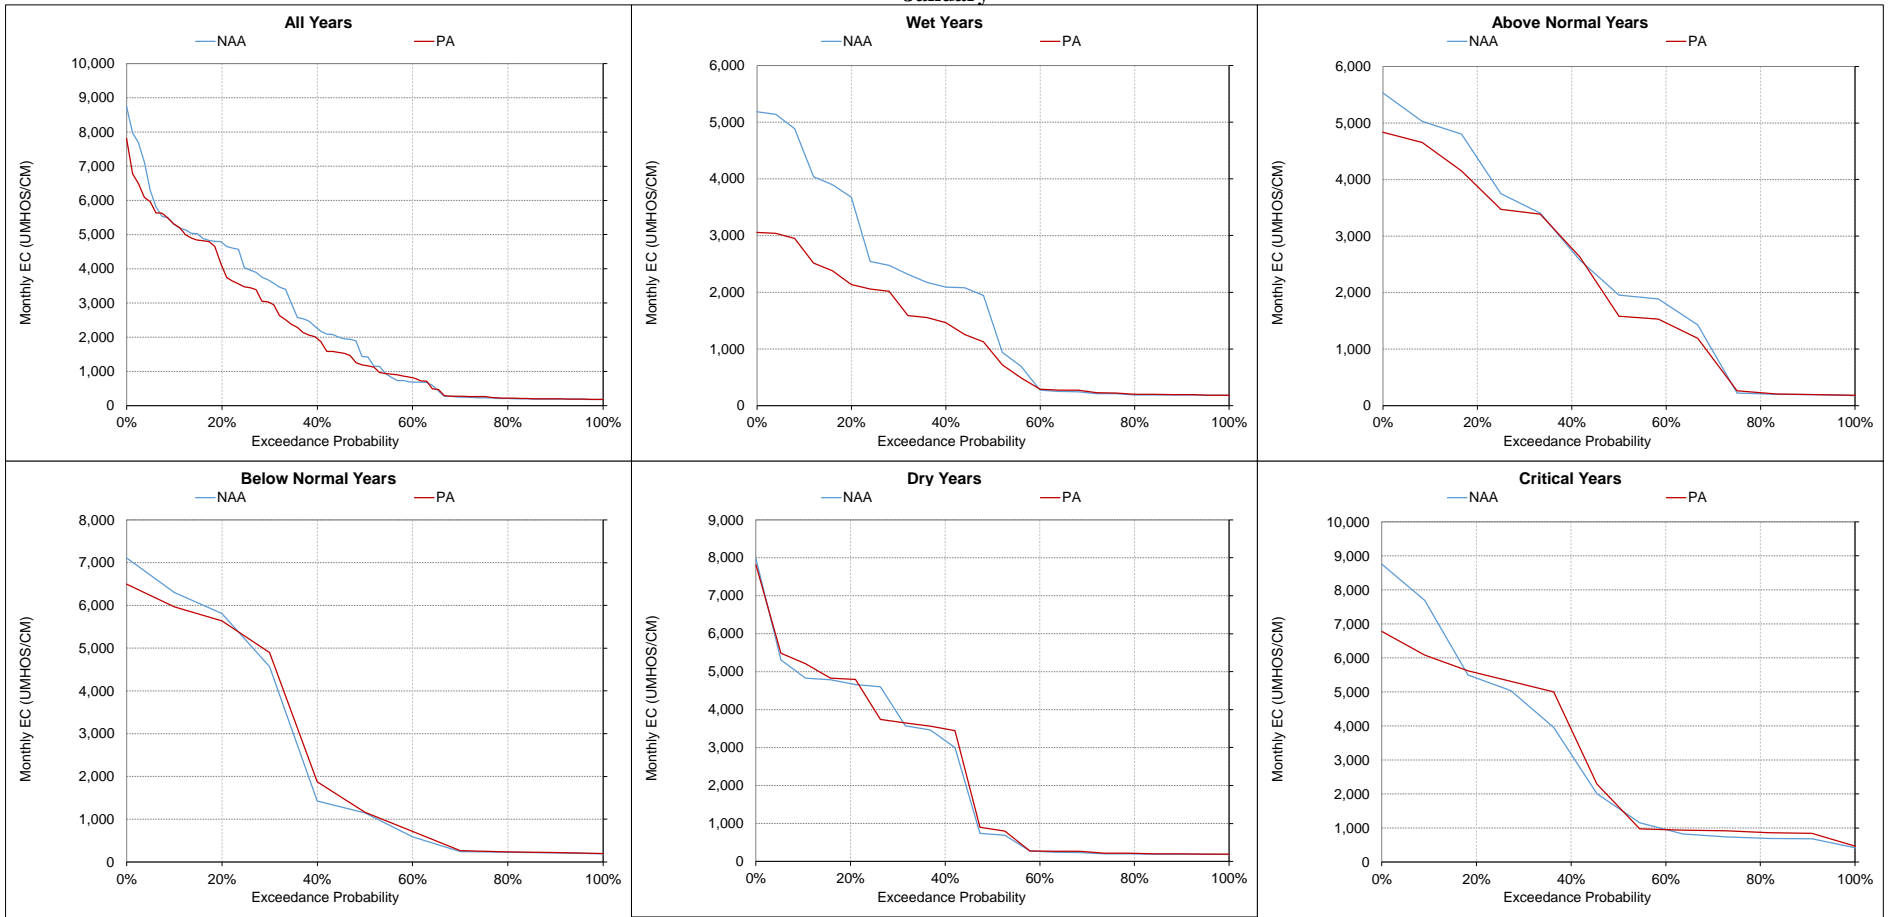 All Years
NAA PA
10,000
9,000
8,000
7,000
6,000
5,000
4,000
3,000
2,000
1,000
0
Monthly EC (UMHOS/CM)
0% 20% 40% 60% 80% 100%
Exceedance Probability
Wet Years
NAA PA
6,000
5,000
4,000
3,000
2,000
1,000
0
Monthly EC (UMHOS/CM)
0% 20% 40% 60% 80% 100%
Exceedance Probability
Above Normal Years
NAA PA
6,000
5,000
4,000
3,000
2,000
1,000
0
Monthly EC (UMHOS/CM)
0% 20% 40% 60% 80% 100%
Exceedance Probability
Below Normal Years
NAA PA
8,000
7,000
6,000
5,000
4,000
3,000
2,000
1,000
0
Monthly EC (UMHOS/CM)
0% 20% 40% 60% 80% 100%
Exceedance Probability
Dry Years
NAA PA
9,000
8,000
7,000
6,000
5,000
4,000
3,000
2,000
1,000
0
Monthly EC (UMHOS/CM)
0% 20% 40% 60% 80% 100%
Exceedance Probability
Critical Years
NAA PA
10,000
9,000
8,000
7,000
6,000
5,000
4,000
3,000
2,000
1,000
0
Monthly EC (UMHOS/CM)
0% 20% 40% 60% 80% 100%
Exceedance Probability